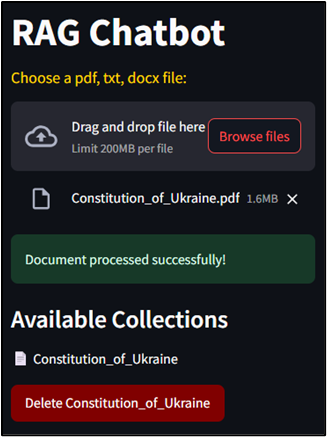 RAG Chatbot
Choose a pdf, txt, docx file:
Drag and drop file here
Limit 200MB per file
Browse files
Constitution_of_Ukraine.pdf 1.6MB
Document processed successfully!
Available Collections
Constitution_of_Ukraine
Delete Constitution_of_Ukraine